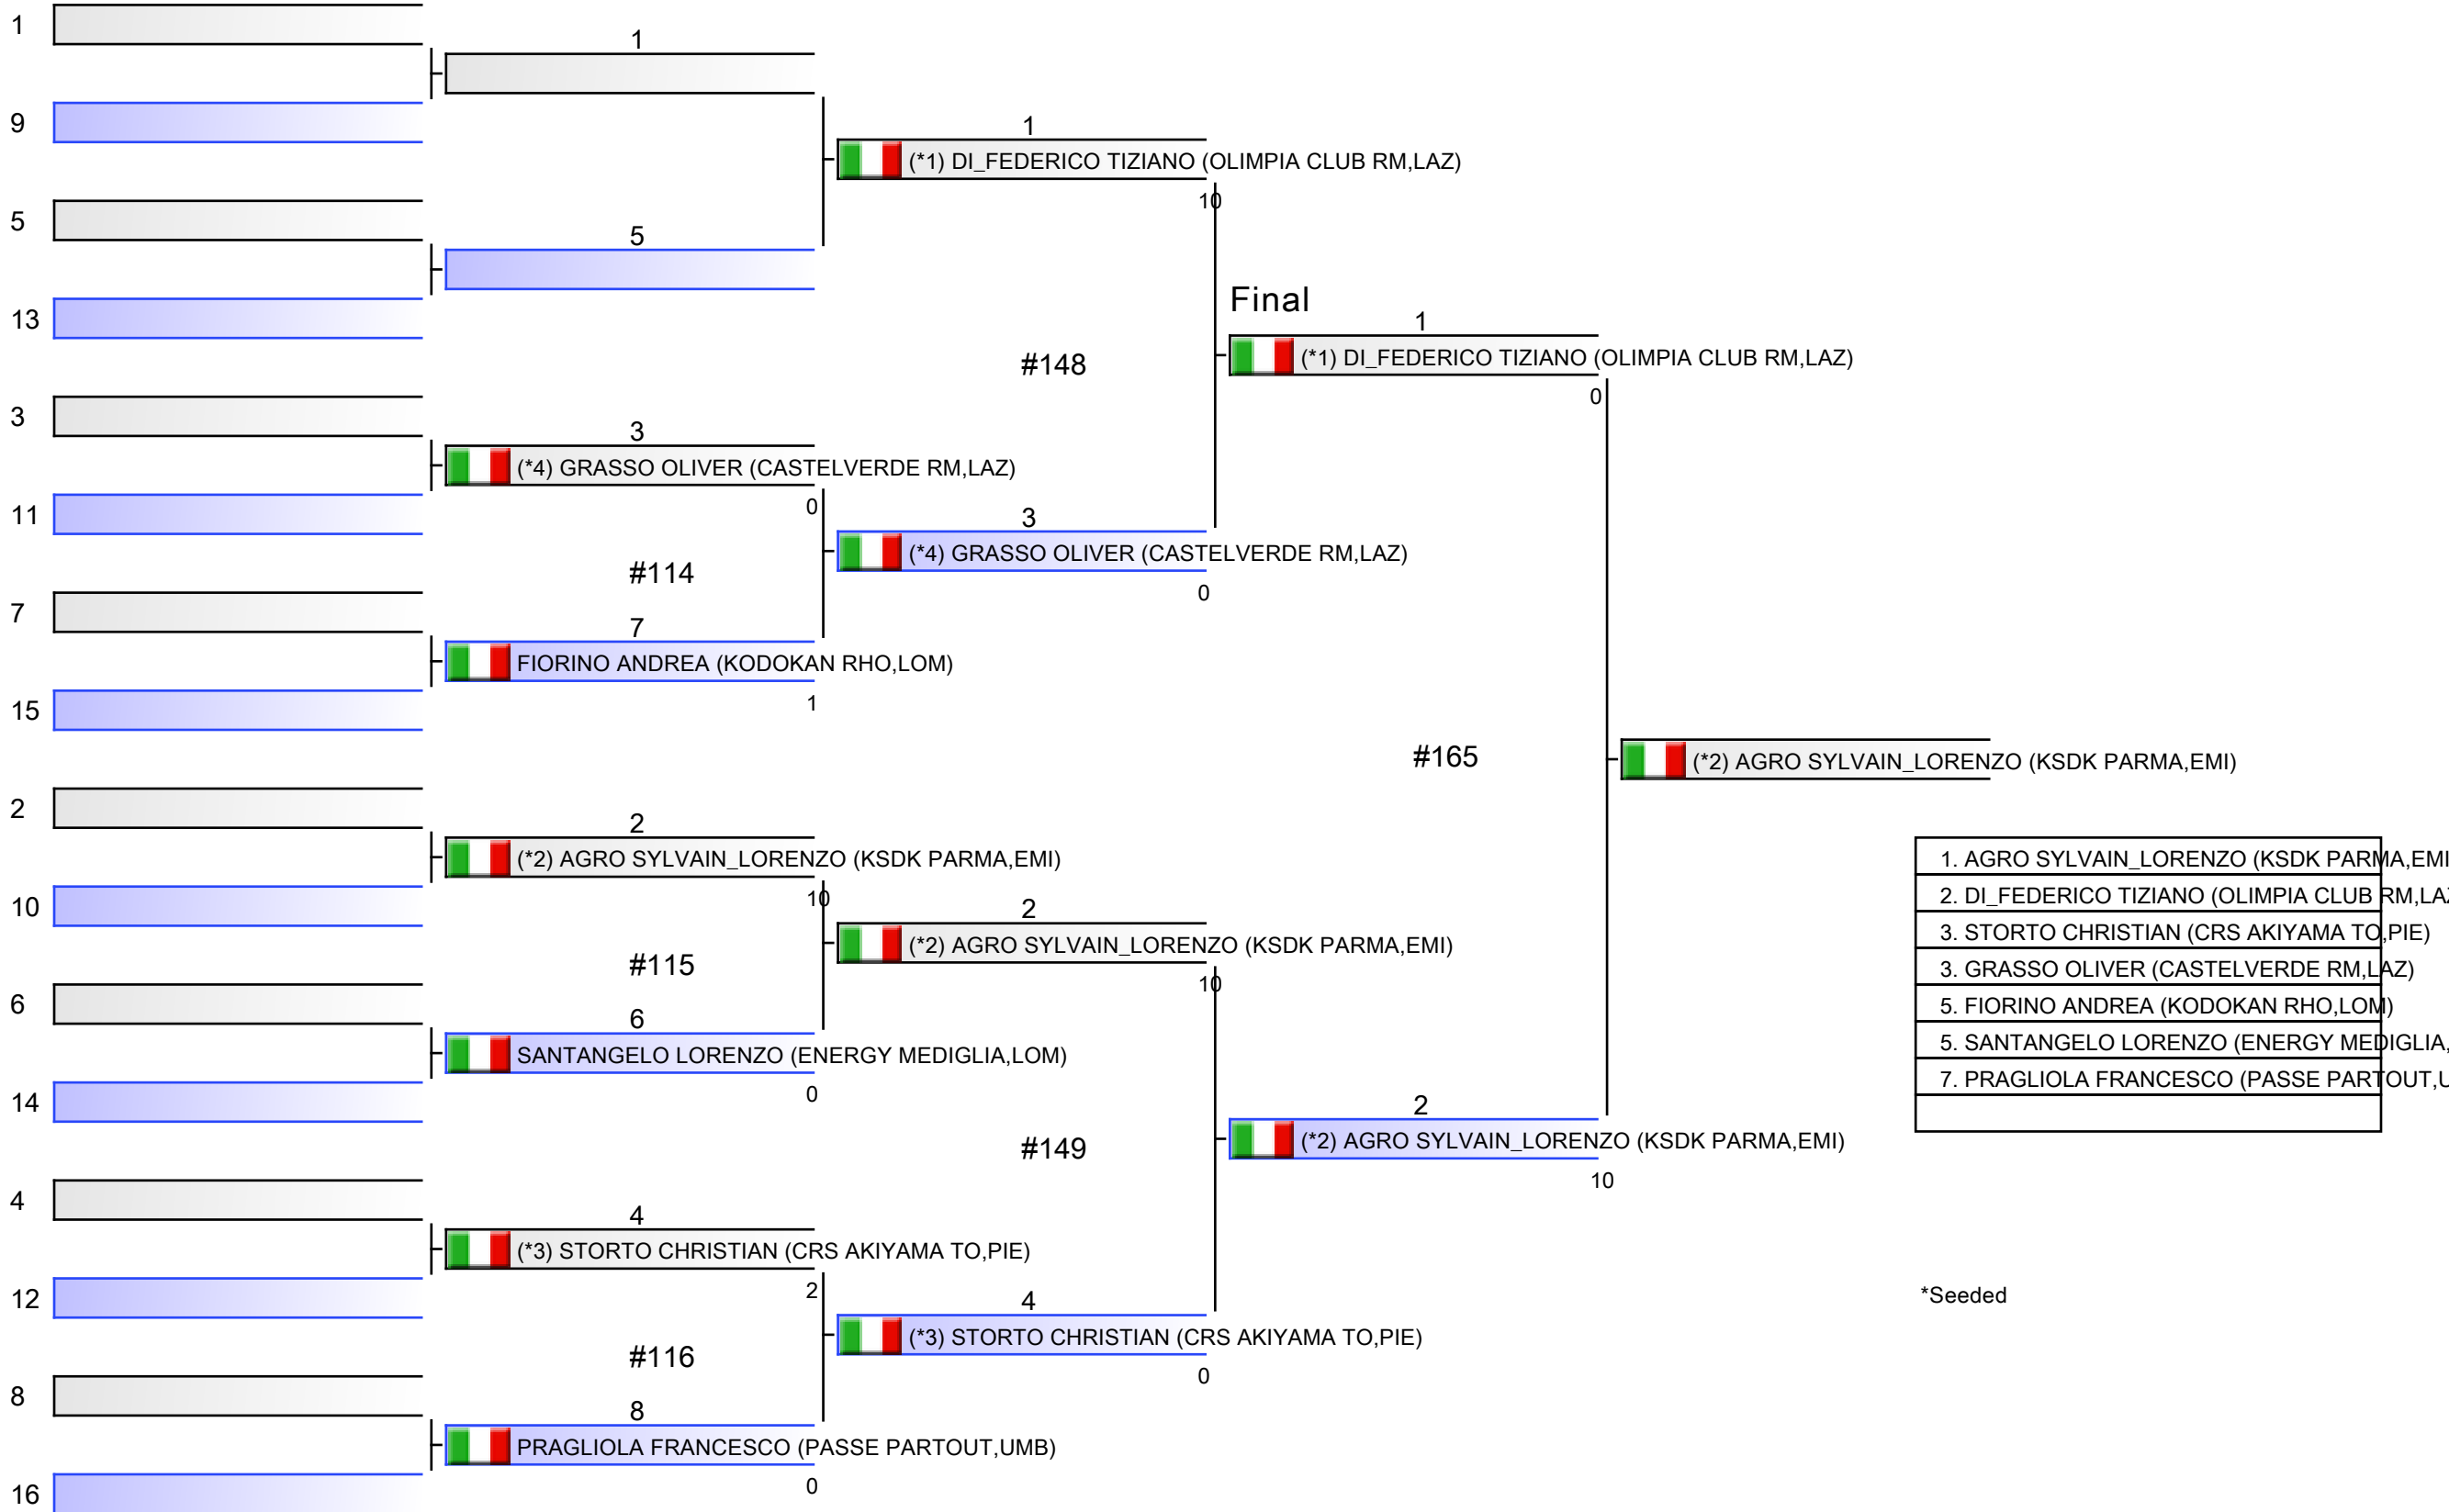 1
9
5
13
3
11
7
15
2
10
6
14
4
12
8
16
1
5
3
(*4) GRASSO OLIVER (CASTELVERDE RM,LAZ)
0
#114
7
FIORINO ANDREA (KODOKAN RHO,LOM)
1
2
(*2) AGRO SYLVAIN_LORENZO (KSDK PARMA,EMI)
10
#115
6
SANTANGELO LORENZO (ENERGY MEDIGLIA,LOM)
0
4
(*3) STORTO CHRISTIAN (CRS AKIYAMA TO,PIE)
2
#116
8
PRAGLIOLA FRANCESCO (PASSE PARTOUT,UMB)
0
1
(*1) DI_FEDERICO TIZIANO (OLIMPIA CLUB RM,LAZ)
10
#148
3
(*4) GRASSO OLIVER (CASTELVERDE RM,LAZ)
0
2
(*2) AGRO SYLVAIN_LORENZO (KSDK PARMA,EMI)
10
#149
4
(*3) STORTO CHRISTIAN (CRS AKIYAMA TO,PIE)
0
Final
1
(*1) DI_FEDERICO TIZIANO (OLIMPIA CLUB RM,LAZ)
0
#165
2
(*2) AGRO SYLVAIN_LORENZO (KSDK PARMA,EMI)
10
(*2) AGRO SYLVAIN_LORENZO (KSDK PARMA,EMI)
1. AGRO SYLVAIN_LORENZO (KSDK PARMA,EMI
2. DI_FEDERICO TIZIANO (OLIMPIA CLUB RM,LAZ
3. STORTO CHRISTIAN (CRS AKIYAMA TO,PIE)
3. GRASSO OLIVER (CASTELVERDE RM,LAZ)
5. FIORINO ANDREA (KODOKAN RHO,LOM)
5. SANTANGELO LORENZO (ENERGY MEDIGLIA,
7. PRAGLIOLA FRANCESCO (PASSE PARTOUT,U
*Seeded